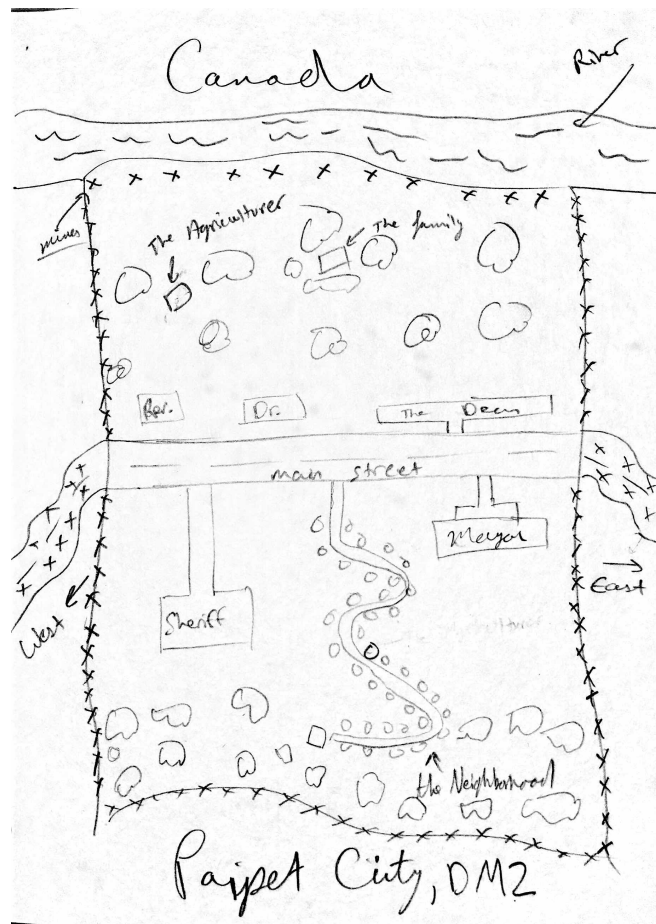 Canada
River
mines
The Agriculturer
The family
Rev.
Dr.
The Dean
main street
Mayor
Sheriff
West
East
the Neighborhood
City, DMZ